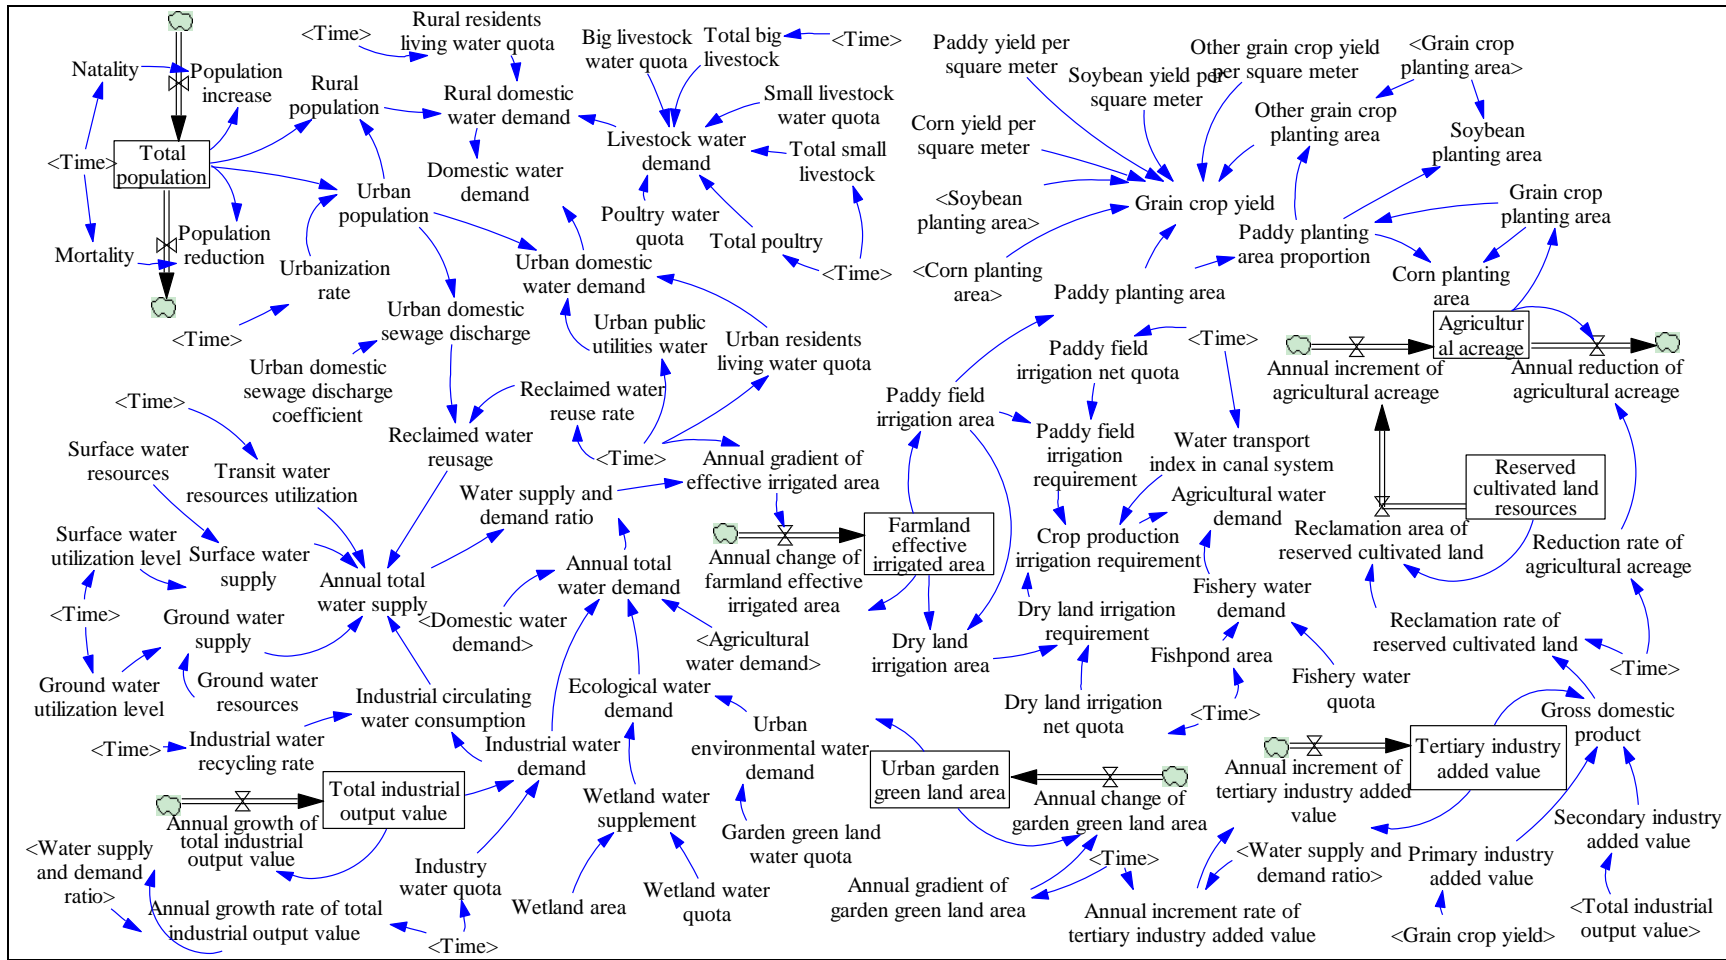 <Time>
Rural residents
living water quota
Big livestock
water quota
Total big
livestock
<Time>
Paddy yield per
square meter
Soybean yield per
square meter
Other grain crop yield
per square meter
<Grain crop
planting area>
Natality
Population
increase
Rural
population
Rural domestic
water demand
Small livestock
water quota
Corn yield per
square meter
Other grain crop
planting area
Soybean
planting area
<Time>
Total
population
Livestock water
demand
Total small
livestock
Domestic water
demand
Urban
population
Poultry water
quota
Total poultry
<Time>
<Soybean
planting area>
Grain crop yield
Grain crop
planting area
Paddy planting
area proportion
Population
reduction
Mortality
Urbanization
rate
Urban domestic
water demand
<Corn planting
area>
Paddy planting area
Corn planting
area
<Time>
Urban domestic
sewage discharge
Urban public
utilities water
Urban residents
living water quota
Paddy field
irrigation net quota
<Time>
Agricultur
al acreage
Annual increment of
agricultural acreage
Annual reduction of
agricultural acreage
Urban domestic
sewage discharge
coefficient
<Time>
Reclaimed water
reuse rate
Paddy field
irrigation area
Surface water
resources
Transit water
resources utilization
Reclaimed water
reusage
<Time>
Annual gradient of
effective irrigated area
Paddy field
irrigation
requirement
Water transport
index in canal system
Reserved
cultivated land
resources
Water supply and
demand ratio
Agricultural water
demand
Surface water
utilization level
Surface water
supply
Farmland
effective
irrigated area
Crop production
irrigation requirement
Reclamation area of
reserved cultivated land
Reduction rate of
agricultural acreage
Annual total
water supply
Annual total
water demand
Annual change of
farmland effective
irrigated area
Fishery water
demand
<Time>
Ground water
supply
<Domestic water
demand>
<Agricultural
water demand>
Dry land
irrigation area
Dry land irrigation
requirement
Reclamation rate of
reserved cultivated land
Fishpond area
<Time>
Ground water
utilization level
Ground water
resources
Industrial circulating
water consumption
Ecological water
demand
Dry land irrigation
net quota
<Time>
Fishery water
quota
Gross domestic
product
<Time>
Industrial water
recycling rate
Industrial water
demand
Urban
environmental water
demand
Urban garden
green land area
Annual increment of
tertiary industry added
value
Tertiary industry
added value
Total industrial
output value
Annual growth of
total industrial
output value
Wetland water
supplement
Garden green land
water quota
Annual change of
garden green land area
Secondary industry
added value
<Water supply
and demand
ratio>
Industry
water quota
Wetland area
Wetland water
quota
Annual gradient of
garden green land area
<Time>
<Water supply and
demand ratio>
Primary industry
added value
Annual growth rate of total
industrial output value
<Time>
Annual increment rate of
tertiary industry added value
<Grain crop yield>
<Total industrial
output value>